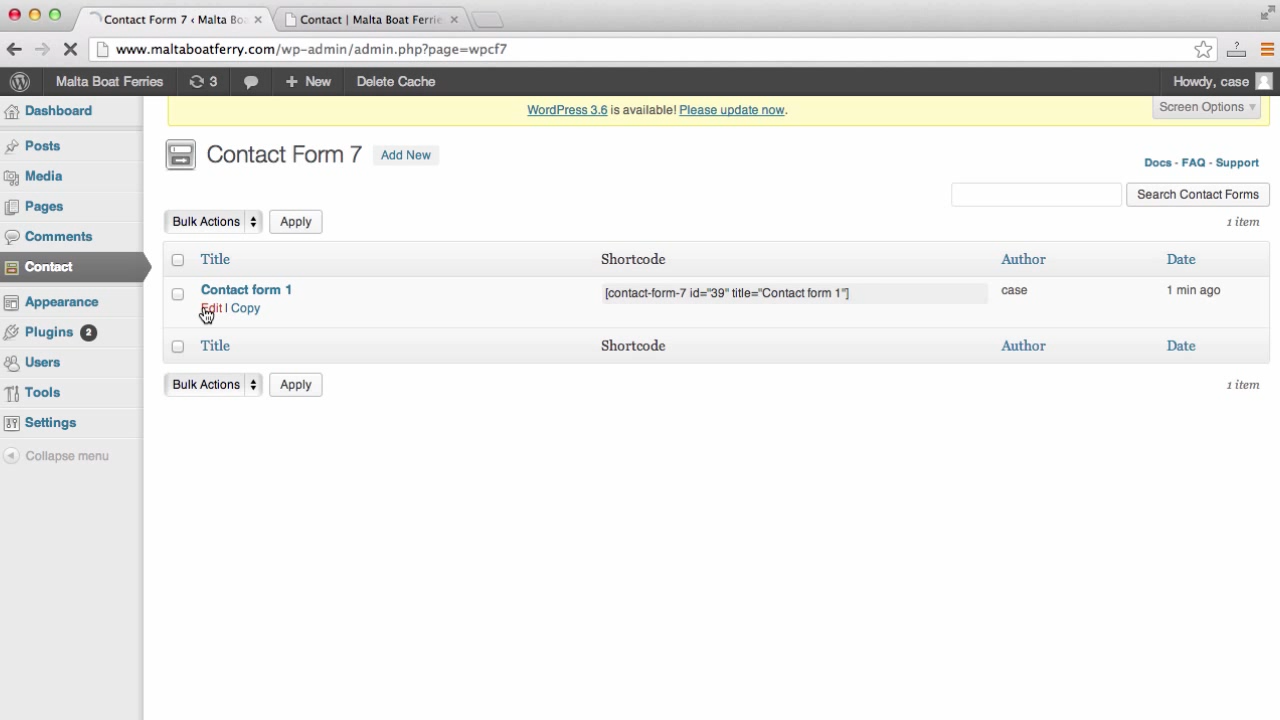 Contact Form 7 ‹ Malta Boa
Contact | Malta Boat Ferrie
www.maltaboatferry.com/wp-admin/admin.php?page=wpcf7
Malta Boat Ferries 3 + New Delete Cache Howdy, case
WordPress 3.6 is available! Please update now.
Screen Options ▼
Dashboard
Posts
Media
Pages
Comments
Contact
Appearance
Plugins 2
Users
Tools
Settings
Collapse menu
Contact Form 7 Add New
Docs - FAQ - Support
Search Contact Forms
Bulk Actions Apply 1 item
Title Shortcode Author Date
Contact form 1 [contact-form-7 id="39" title="Contact form 1"] case 1 min ago
Edit | Copy
Title Shortcode Author Date
Bulk Actions Apply 1 item